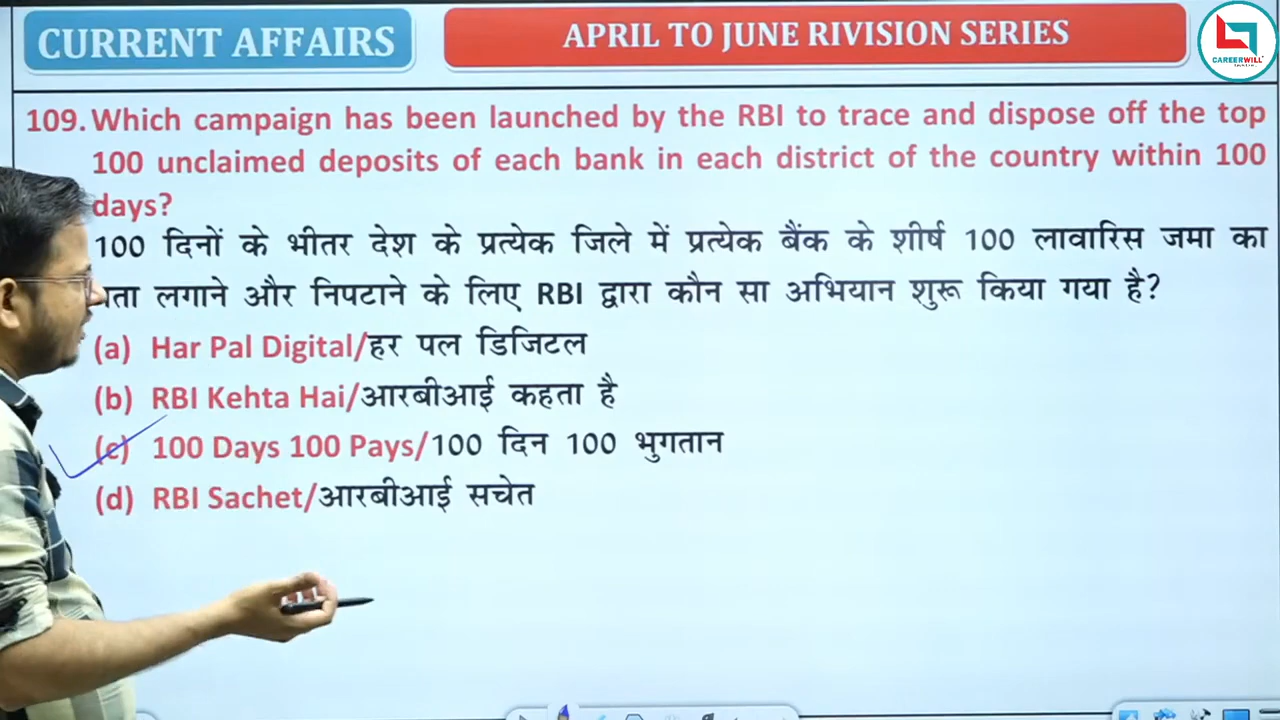 CURRENT AFFAIRS
APRIL TO JUNE RIVISION SERIES
CAREERWILL
109. Which campaign has been launched by the RBI to trace and dispose off the top
100 unclaimed deposits of each bank in each district of the country within 100
days?
100 दिनों के भीतर देश के प्रत्येक जिले में प्रत्येक बैंक के शीर्ष 100 लावारिस जमा का
लगाने और निपटाने के लिए RBI द्वारा कौन सा अभियान शुरू किया गया है?
(a) Har Pal Digital/हर पल डिजिटल
(b) RBI Kehta Hai/आरबीआई कहता है
(c) 100 Days 100 Pays/100 दिन 100 भुगतान
(d) RBI Sachet/आरबीआई सचेत